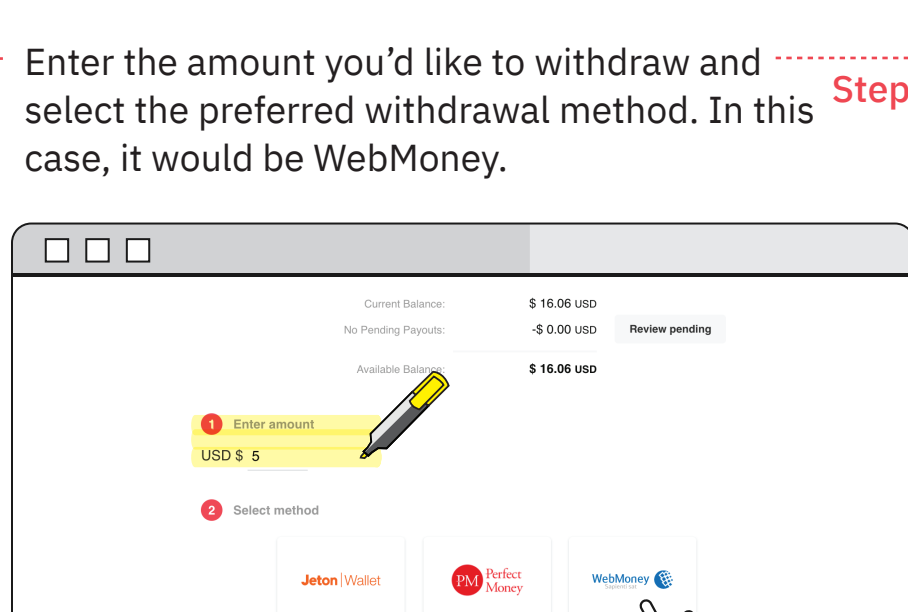 Enter the amount you’d like to withdraw and
select the preferred withdrawal method. In this
case, it would be WebMoney.
Step
Current Balance: $ 16.06 USD
No Pending Payouts: -$ 0.00 USD Review pending
Available Balance: $ 16.06 USD
1 Enter amount
USD $ 5
2 Select method
Jeton Wallet
PM Perfect Money
WebMoney
Sapienti sat